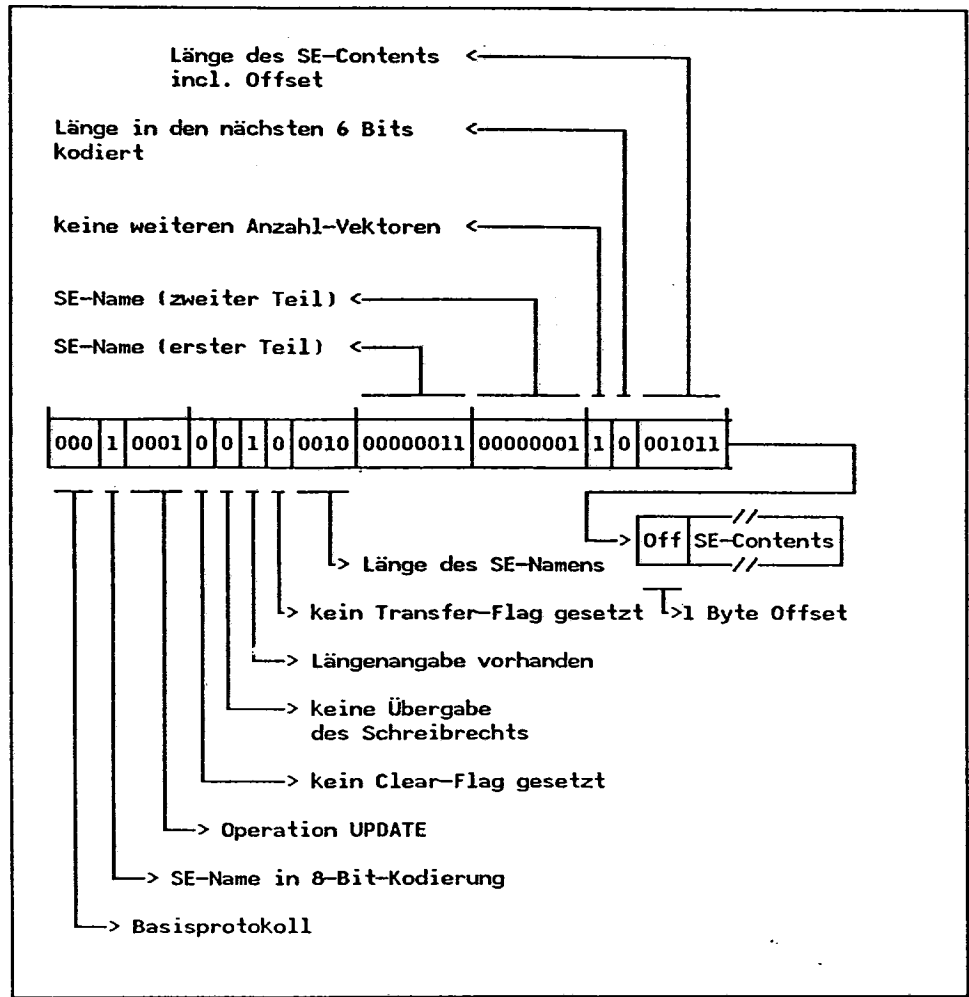 Länge des SE-Contents <
incl. Offset
Länge in den nächsten 6 Bits <
kodiert
keine weiteren Anzahl-Vektoren <
SE-Name (zweiter Teil) <
SE-Name (erster Teil) <
000 1 0001 0 0 1 0 0010 00000011 00000001 1 0 001011
> Off SE-Contents
> Länge des SE-Namens
> kein Transfer-Flag gesetzt >1 Byte Offset
> Längenangabe vorhanden
> keine Übergabe
des Schreibrechts
> kein Clear-Flag gesetzt
> Operation UPDATE
> SE-Name in 8-Bit-Kodierung
> Basisprotokoll